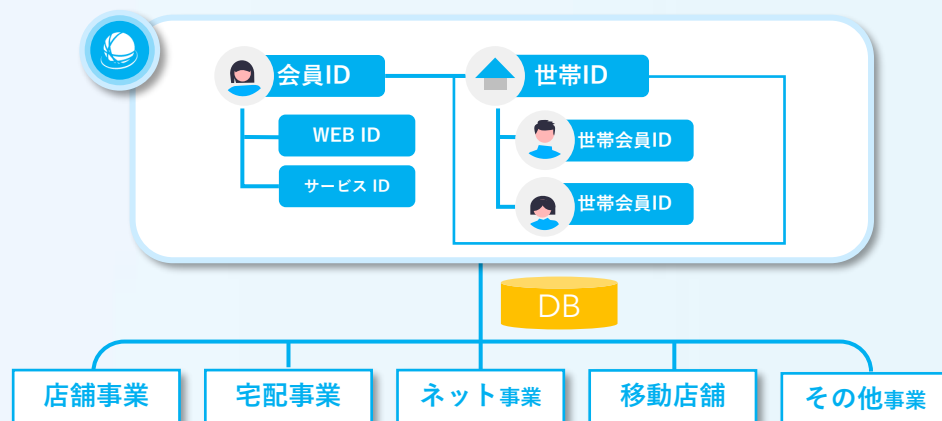 会員ID
世帯ID
WEB ID
世帯会員ID
サービス ID
世帯会員ID
DB
店舗事業
宅配事業
ネット事業
移動店舗
その他事業